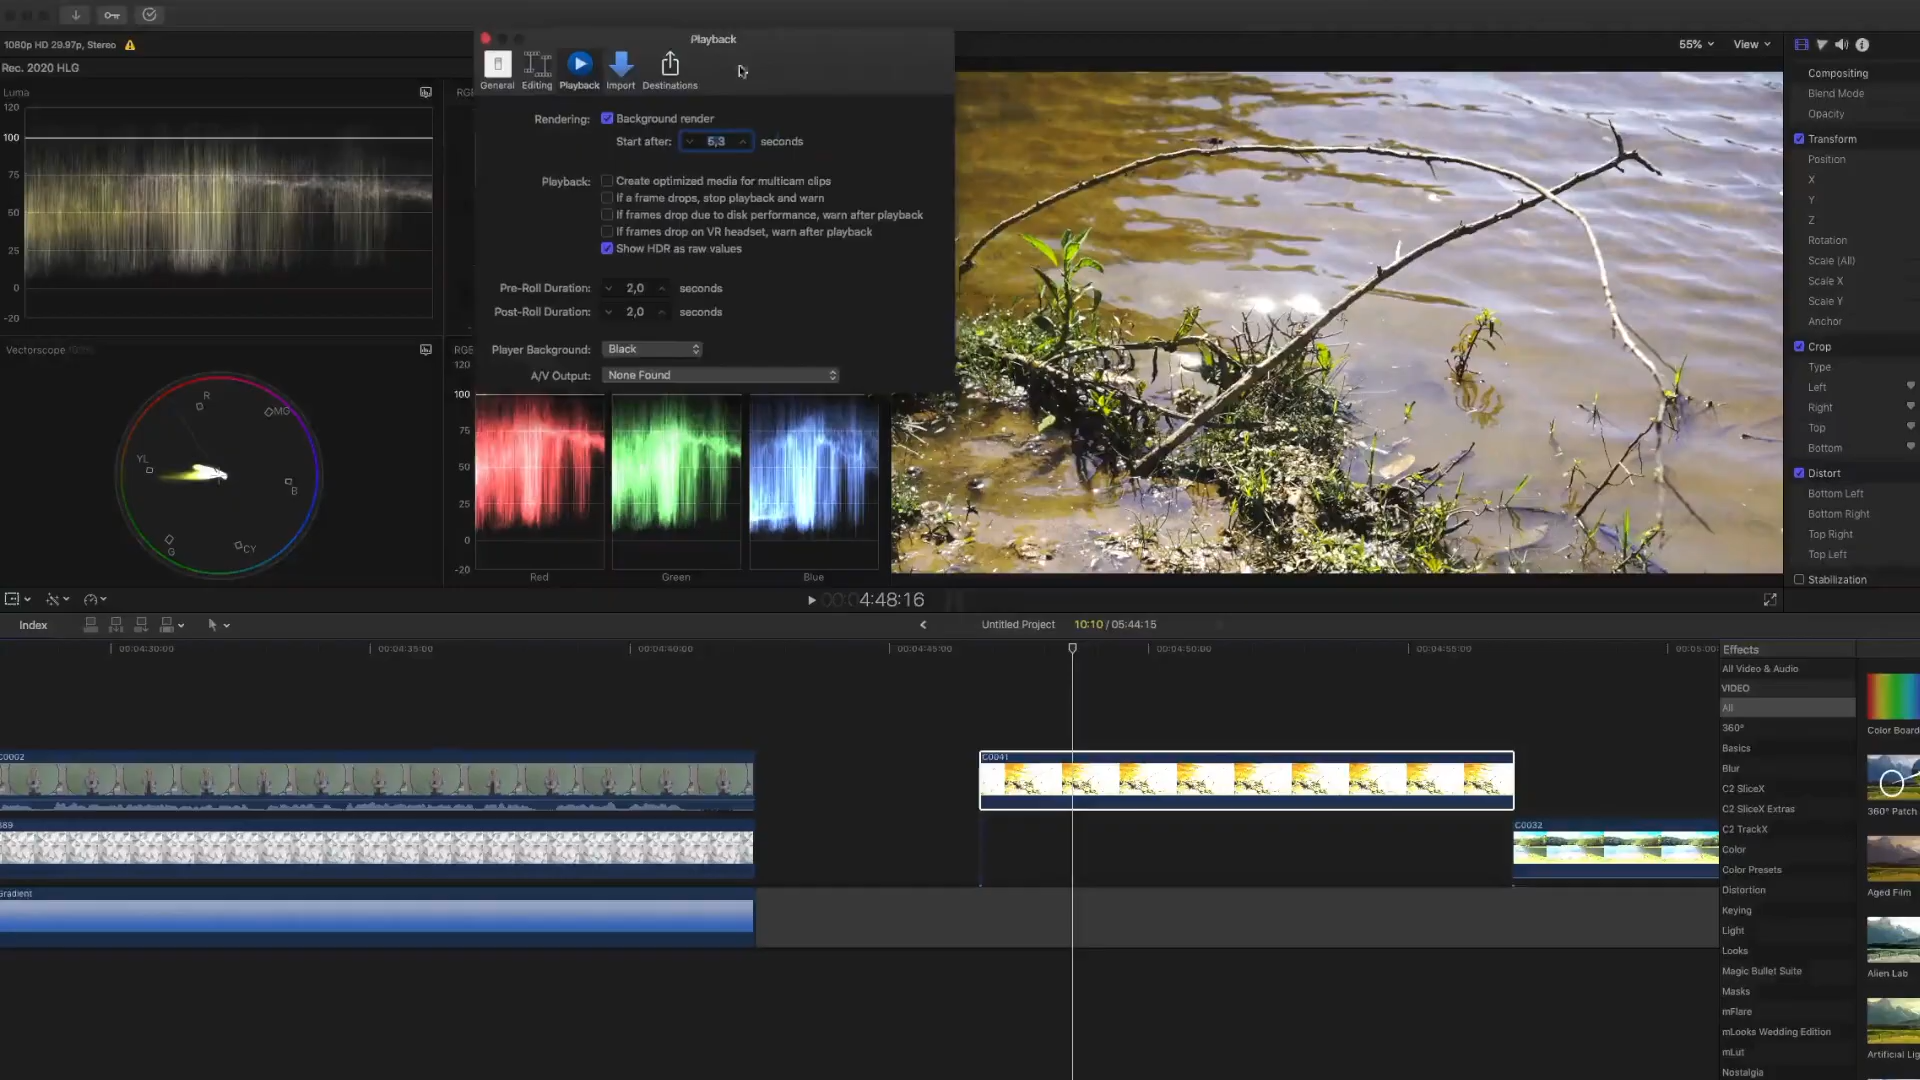 1080p HD 29.97p, Stereo
Rec. 2020 HLG
Luma
120
100
75
50
25
0
-20
Vectorscope
R
MG
YL
B
G
CY
Playback
General
Editing
Playback
Import
Destinations
Rendering:
Background render
Start after:
seconds
Playback:
Create optimized media for multicam clips
If a frame drops, stop playback and warn
If frames drop due to disk performance, warn after playback
If frames drop on VR headset, warn after playback
Show HDR as raw values
Pre-Roll Duration: 2,0 seconds
Post-Roll Duration: 2,0 seconds
Player Background: Black
A/V Output: None Found
120
100
75
50
25
0
-20
Red
Green
Blue
55%
View
Compositing
Blend Mode
Opacity
Transform
Position
X
Y
Z
Rotation
Scale (All)
Scale X
Scale Y
Anchor
Crop
Type
Left
Right
Top
Bottom
Distort
Bottom Left
Bottom Right
Top Right
Top Left
Stabilization
4:48:16
Index
Untitled Project
10:10 / 05:44:15
00:04:30:00
00:04:35:00
00:04:40:00
00:04:45:00
00:04:50:00
00:04:55:00
00:05:00
C0002
C0041
C0032
Gradient
Effects
All Video & Audio
VIDEO
All
360°
Basics
Blur
C2 SliceX
C2 SliceX Extras
C2 TrackX
Color
Color Presets
Distortion
Keying
Light
Looks
Magic Bullet Suite
Masks
mFlare
mLooks Wedding Edition
mLut
Nostalgia
Color Board
360° Patch
Aged Film
Alien Lab
Artificial Lig